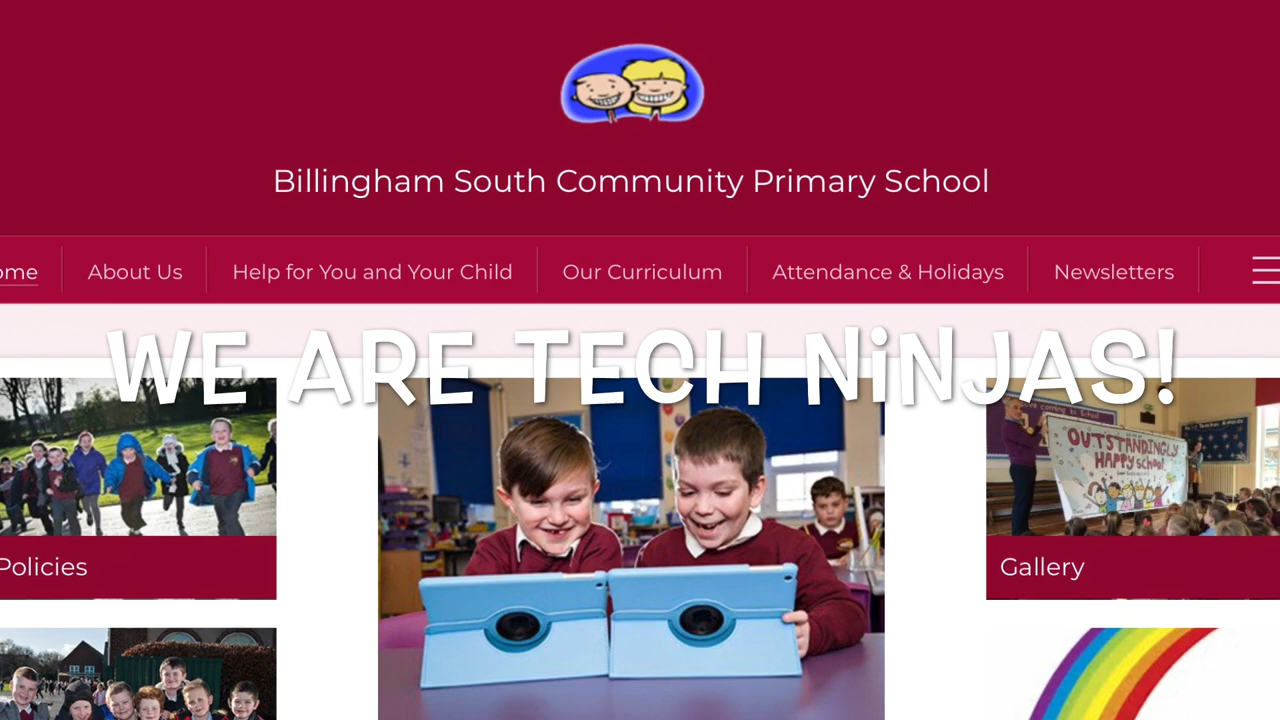 Billingham South Community Primary School
ome
About Us
Help for You and Your Child
Our Curriculum
Attendance & Holidays
Newsletters
WE ARE TECH NiNJAS!
OUTSTANDINGLY
HAPPY school.
Policies
Gallery